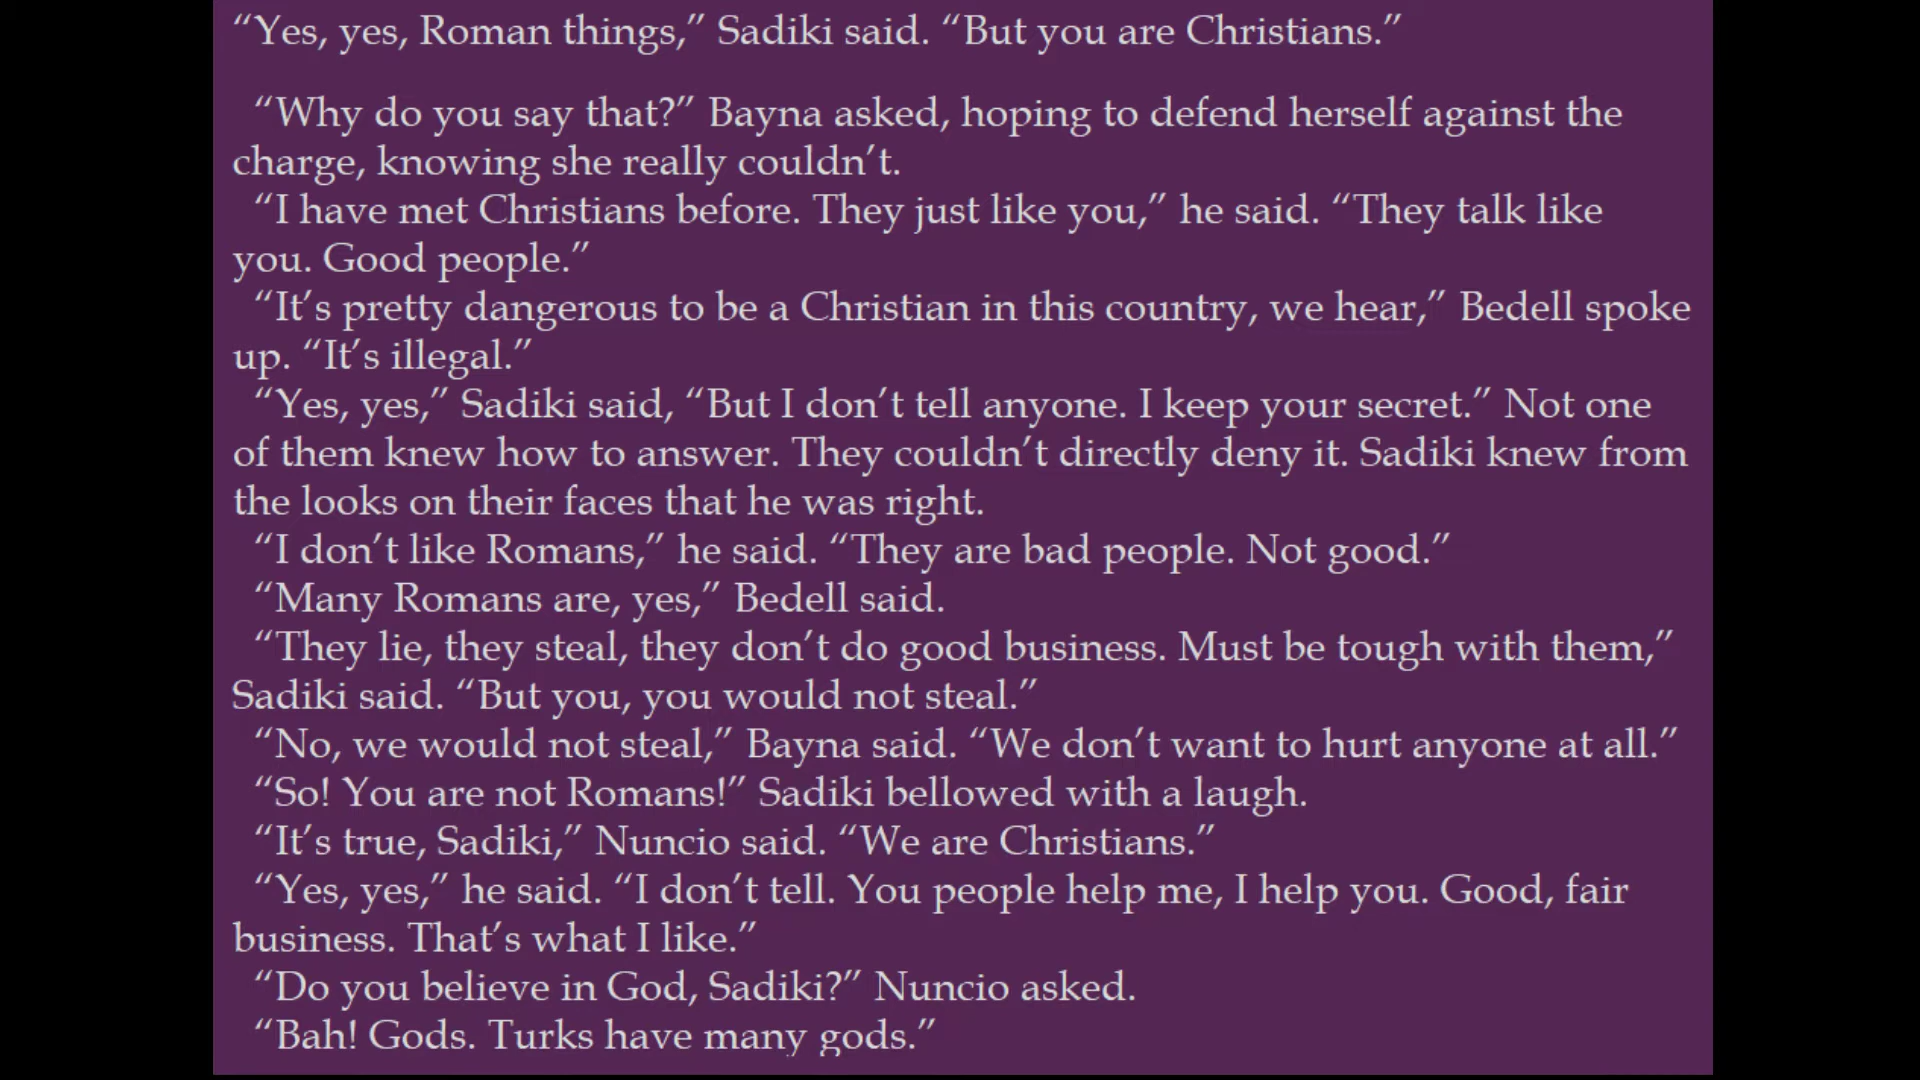 “Yes, yes, Roman things,” Sadiki said. “But you are Christians.”
“Why do you say that?” Bayna asked, hoping to defend herself against the
charge, knowing she really couldn’t.
“I have met Christians before. They just like you,” he said. “They talk like
you. Good people.”
“It’s pretty dangerous to be a Christian in this country, we hear,” Bedell spoke
up. “It’s illegal.”
“Yes, yes,” Sadiki said, “But I don’t tell anyone. I keep your secret.” Not one
of them knew how to answer. They couldn’t directly deny it. Sadiki knew from
the looks on their faces that he was right.
“I don’t like Romans,” he said. “They are bad people. Not good.”
“Many Romans are, yes,” Bedell said.
“They lie, they steal, they don’t do good business. Must be tough with them,”
Sadiki said. “But you, you would not steal.”
“No, we would not steal,” Bayna said. “We don’t want to hurt anyone at all.”
“So! You are not Romans!” Sadiki bellowed with a laugh.
“It’s true, Sadiki,” Nuncio said. “We are Christians.”
“Yes, yes,” he said. “I don’t tell. You people help me, I help you. Good, fair
business. That’s what I like.”
“Do you believe in God, Sadiki?” Nuncio asked.
“Bah! Gods. Turks have many gods.”